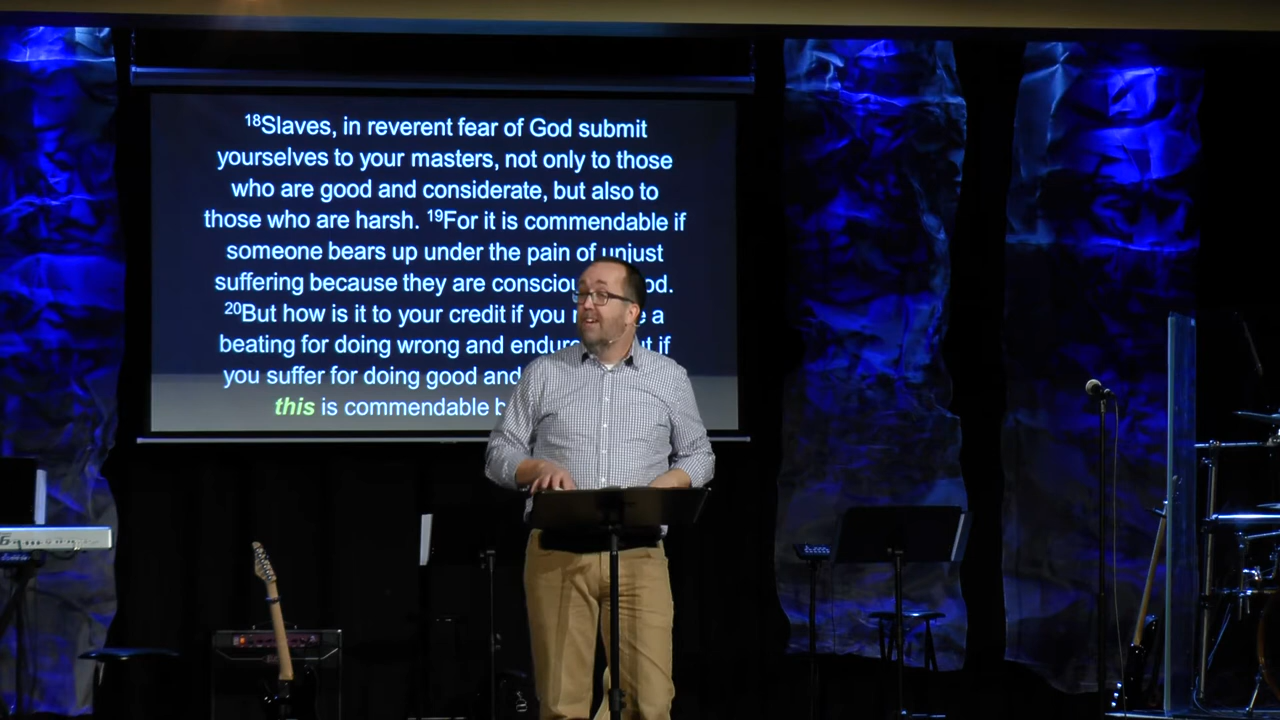 ¹⁸Slaves, in reverent fear of God submit
yourselves to your masters, not only to those
who are good and considerate, but also to
those who are harsh. ¹⁹For it is commendable if
someone bears up under the pain of unjust
suffering because they are
²⁰But how is it to your credit if you a
beating for doing wrong and if
you suffer for doing good and
this is commendable